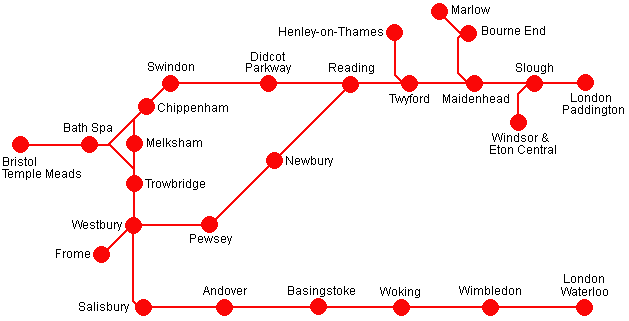 Marlow
Henley-on-Thames
Bourne End
Didcot
Parkway
Swindon
Reading
Slough
Twyford
Maidenhead
London
Paddington
Chippenham
Bath Spa
Windsor &
Eton Central
Melksham
Bristol
Temple Meads
Newbury
Trowbridge
Westbury
Pewsey
Frome
London
Waterloo
Andover
Basingstoke
Woking
Wimbledon
Salisbury